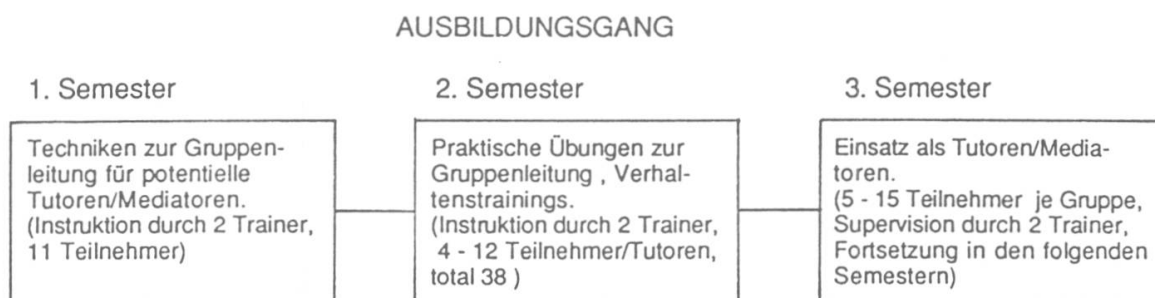 AUSBILDUNGSGANG
1. Semester
Techniken zur Gruppen-
leitung für potentielle
Tutoren/Mediatoren.
(Instruktion durch 2 Trainer,
11 Teilnehmer)
2. Semester
Praktische Übungen zur
Gruppenleitung , Verhal-
tenstrainings.
(Instruktion durch 2 Trainer,
4 - 12 Teilnehmer/Tutoren,
total 38 )
3. Semester
Einsatz als Tutoren/Media-
toren.
(5 - 15 Teilnehmer je Gruppe,
Supervision durch 2 Trainer,
Fortsetzung in den folgenden
Semestern)